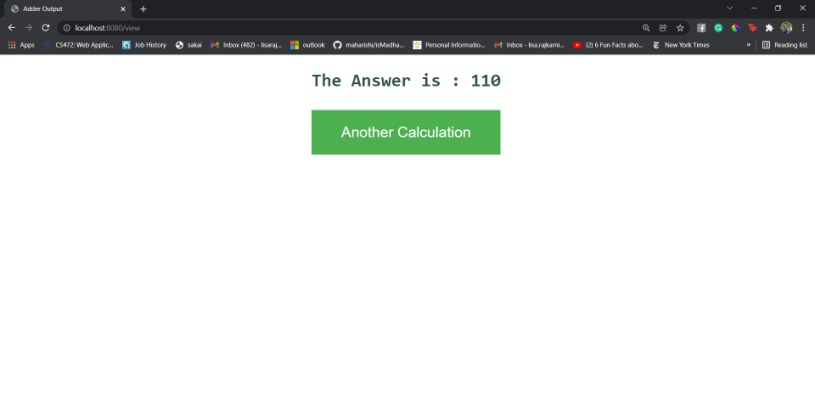 Adder Output
localhost:8080/view
Apps CS472: Web Applic... Job History sakai Inbox (482) - lisaraj... outlook maharishi/isMadha... Personal Informatio... Inbox - lisa.rajkarni... (2) 6 Fun Facts abo... New York Times » Reading list
The Answer is : 110
Another Calculation